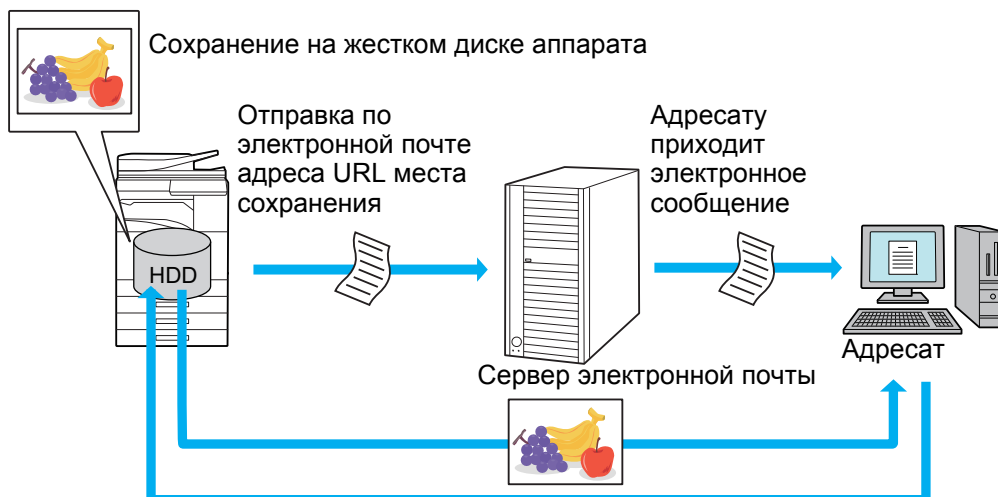 Сохранение на жестком диске аппарата
Отправка по
электронной почте
адреса URL места
сохранения
Адресату
приходит
электронное
сообщение
HDD
Адресат
Сервер электронной почты